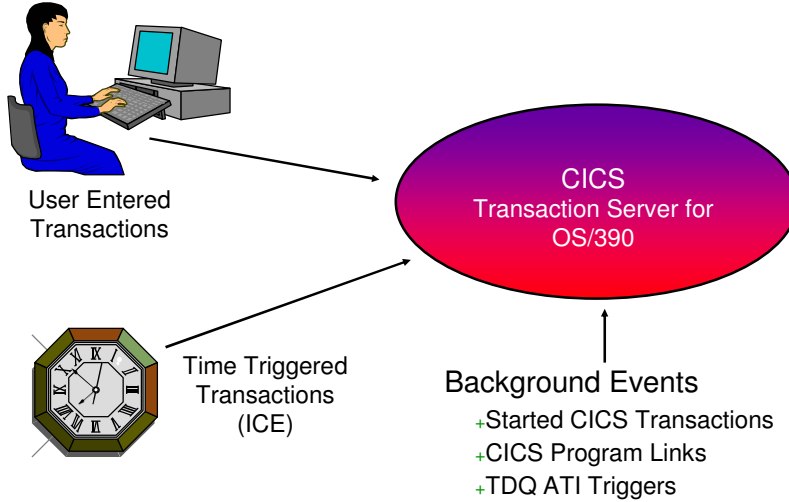 CICS
Transaction Server for
OS/390
User Entered
Transactions
Time Triggered
Transactions
(ICE)
Background Events
+Started CICS Transactions
+CICS Program Links
+TDQ ATI Triggers